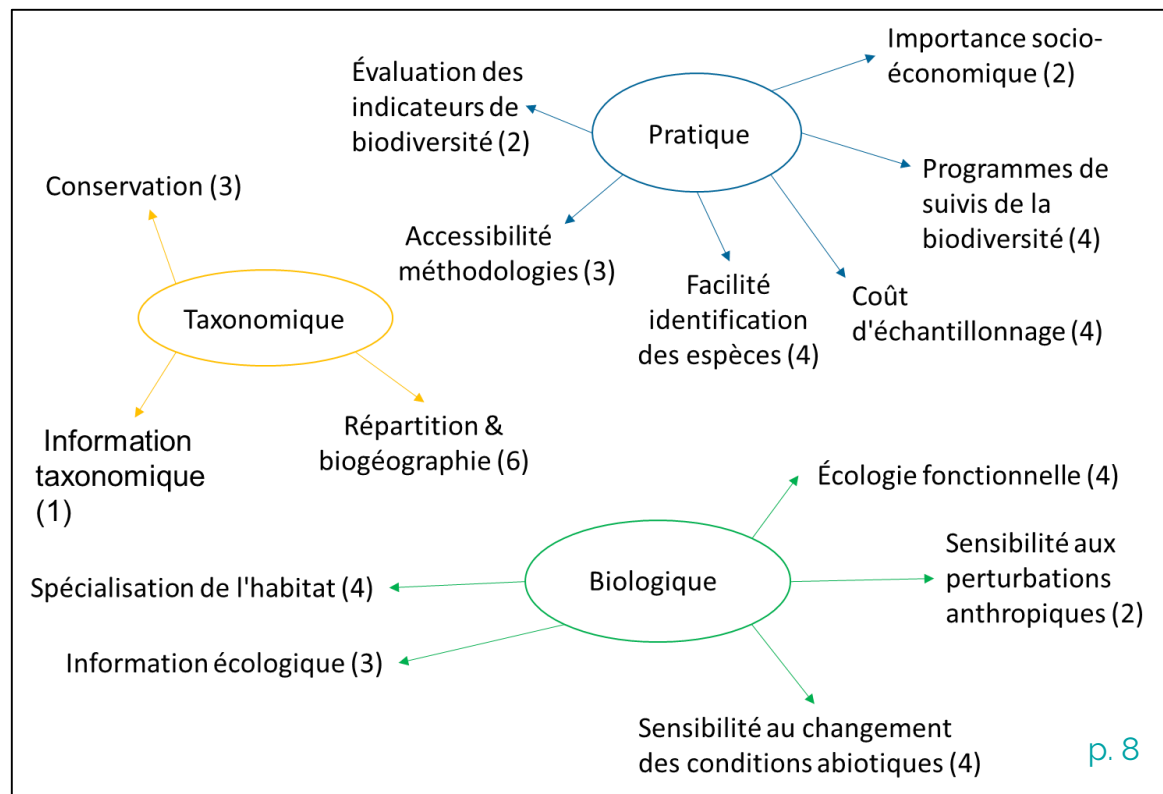 Importance socio-
économique (2)
Évaluation des
indicateurs de
biodiversité (2)
Pratique
Programmes de
suivis de la
biodiversité (4)
Conservation (3)
Accessibilité
méthodologies (3)
Facilité
identification
des espèces (4)
Coût
d'échantillonnage (4)
Taxonomique
Information
taxonomique
(1)
Répartition &
biogéographie (6)
Écologie fonctionnelle (4)
Biologique
Sensibilité aux
perturbations
anthropiques (2)
Spécialisation de l'habitat (4)
Information écologique (3)
Sensibilité au changement
des conditions abiotiques (4)
p. 8